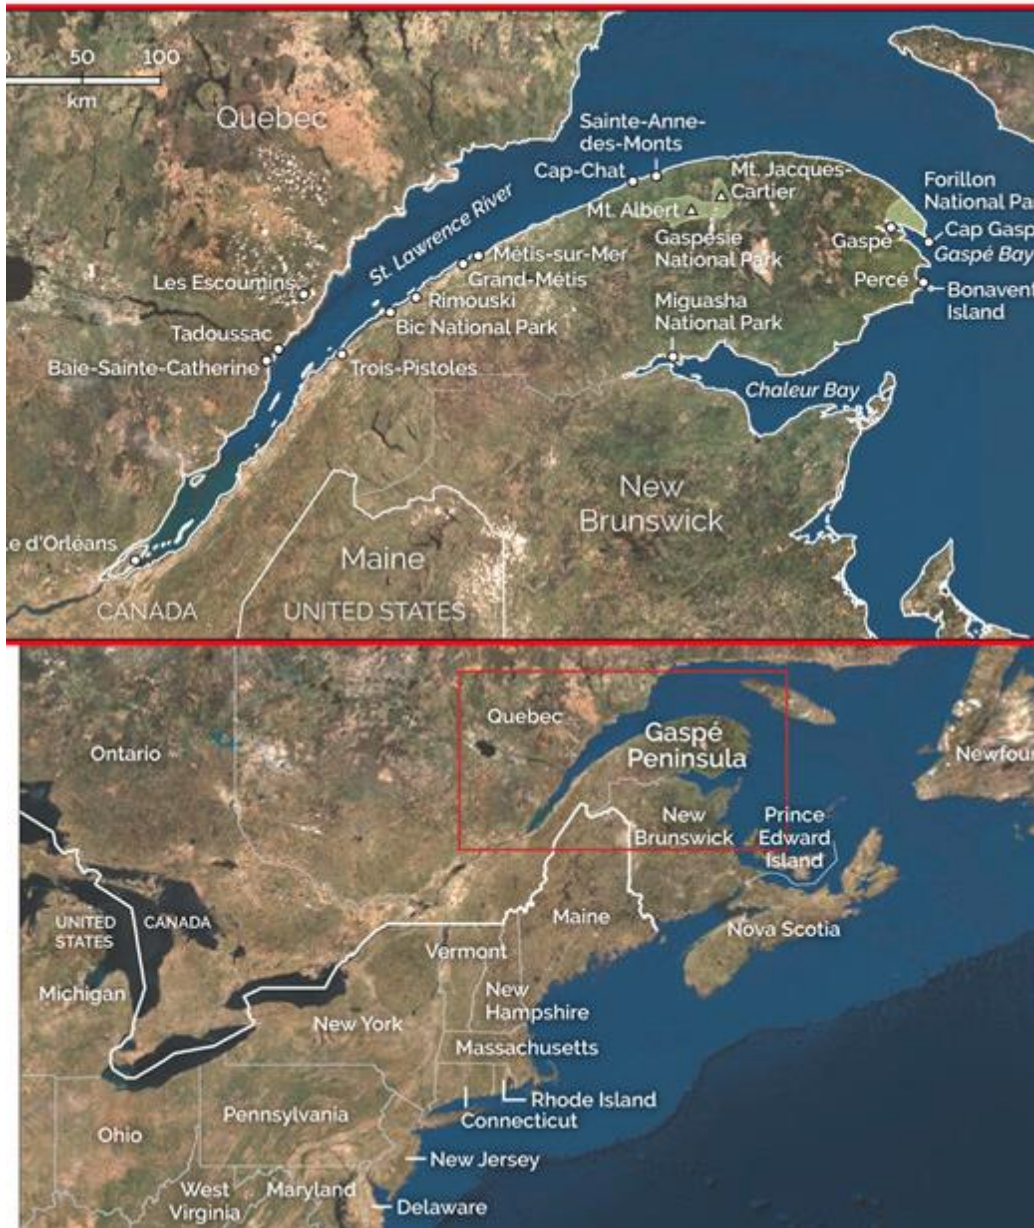 50
100
km
Quebec
Sainte-Anne-
des-Monts
Cap-Chat
Mt. Jacques-
Cartier
Mt. Albert
Forillon
National Par
Cap Gasp
Gaspé
Gaspé Bay
Gaspésie
National Park
St. Lawrence River
Métis-sur-Mer
Grand-Métis
Les Escoumins
Rimouski
Percé
Bonavent
Island
Bic National Park
Miguasha
National Park
Tadoussac
Baie-Sainte-Catherine
Trois-Pistoles
Chaleur Bay
New
Brunswick
e d'Orléans
Maine
CANADA
UNITED STATES
Quebec
Ontario
Gaspé
Peninsula
Newfour
New
Brunswick
Prince
Edward
Island
UNITED
STATES
CANADA
Maine
Nova Scotia
Vermont
Michigan
New
Hampshire
New York
Massachusetts
Rhode Island
Connecticut
Pennsylvania
Ohio
New Jersey
West
Virginia
Maryland
Delaware